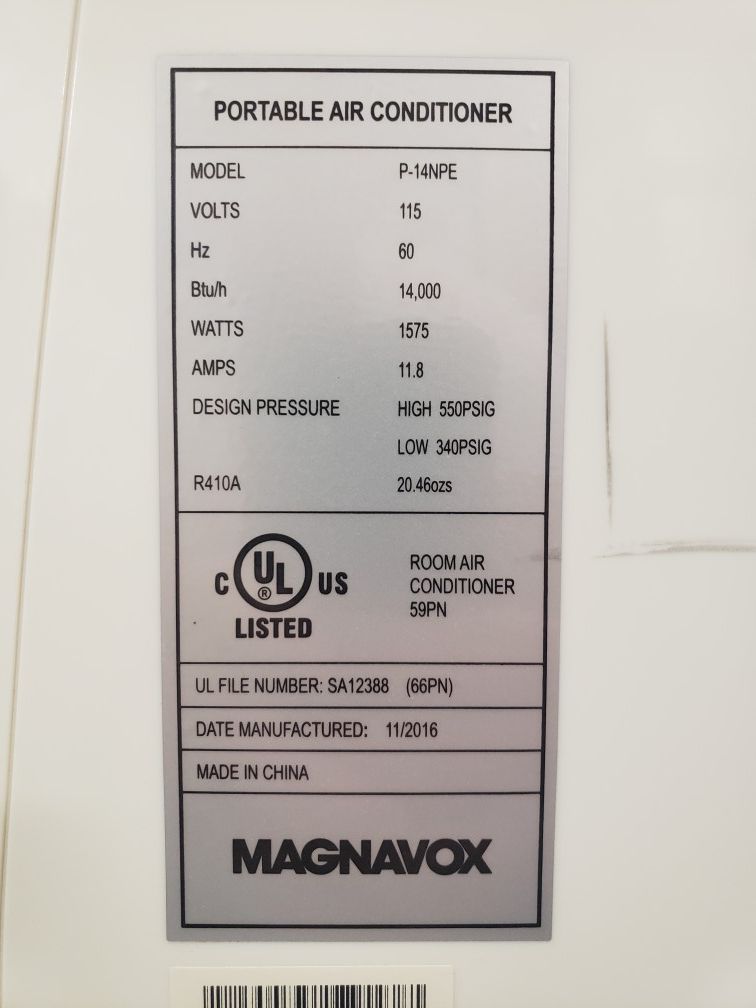 PORTABLE AIR CONDITIONER
MODEL P-14NPE
VOLTS 115
Hz 60
Btu/h 14,000
WATTS 1575
AMPS 11.8
DESIGN PRESSURE HIGH 550PSIG
LOW 340PSIG
R410A 20.46ozs
C UL ® US
LISTED
ROOM AIR
CONDITIONER
59PN
UL FILE NUMBER: SA12388 (66PN)
DATE MANUFACTURED: 11/2016
MADE IN CHINA
MAGNAVOX